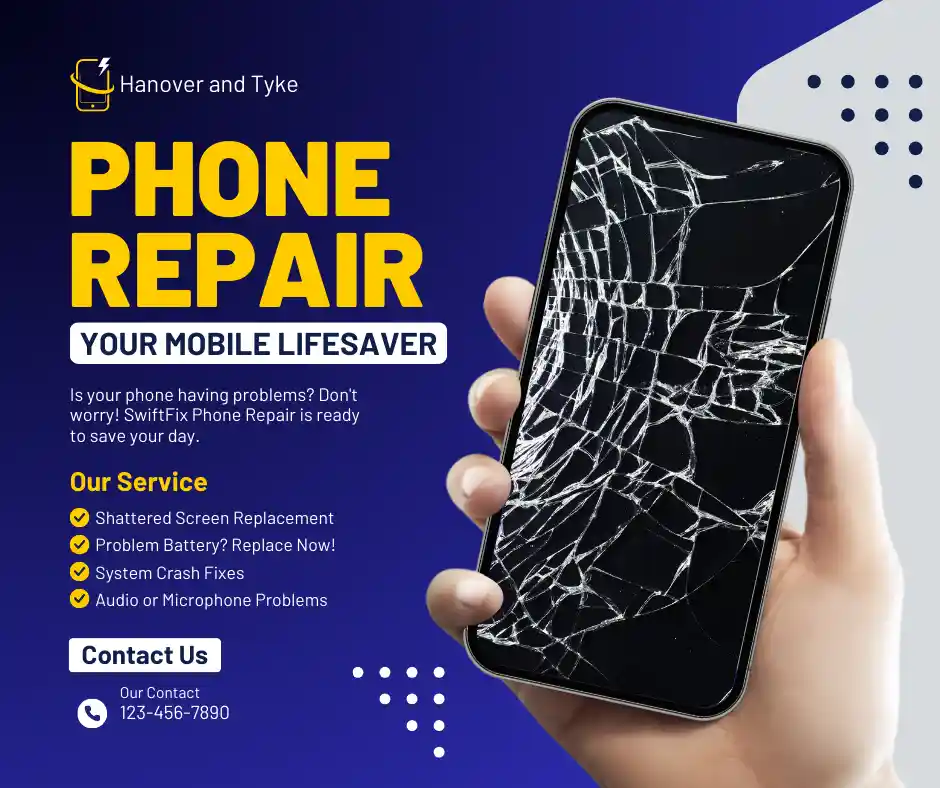 Hanover and Tyke
PHONE
REPAIR
YOUR MOBILE LIFESAVER
Is your phone having problems? Don't
worry! SwiftFix Phone Repair is ready
to save your day.
Our Service
Shattered Screen Replacement
Problem Battery? Replace Now!
System Crash Fixes
Audio or Microphone Problems
Contact Us
Our Contact
123-456-7890